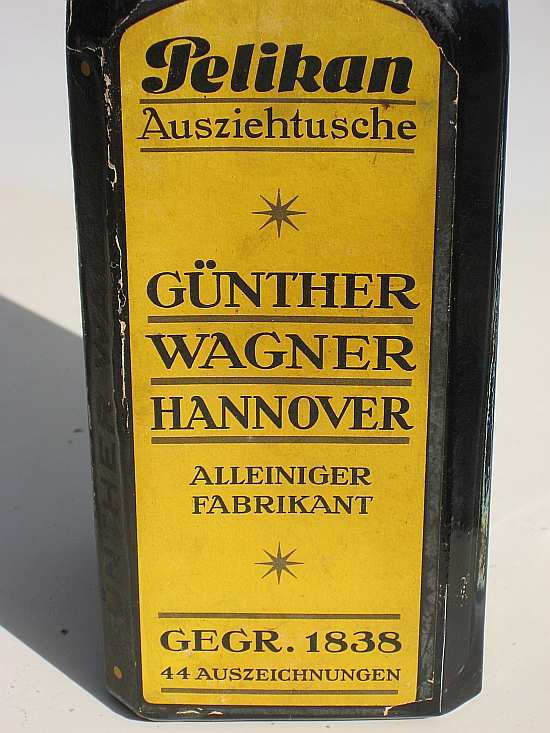 Pelikan
Ausziehtusche
GÜNTHER
WAGNER
HANNOVER
ALLEINIGER
FABRIKANT
GEGR. 1838
44 AUSZEICHNUNGEN